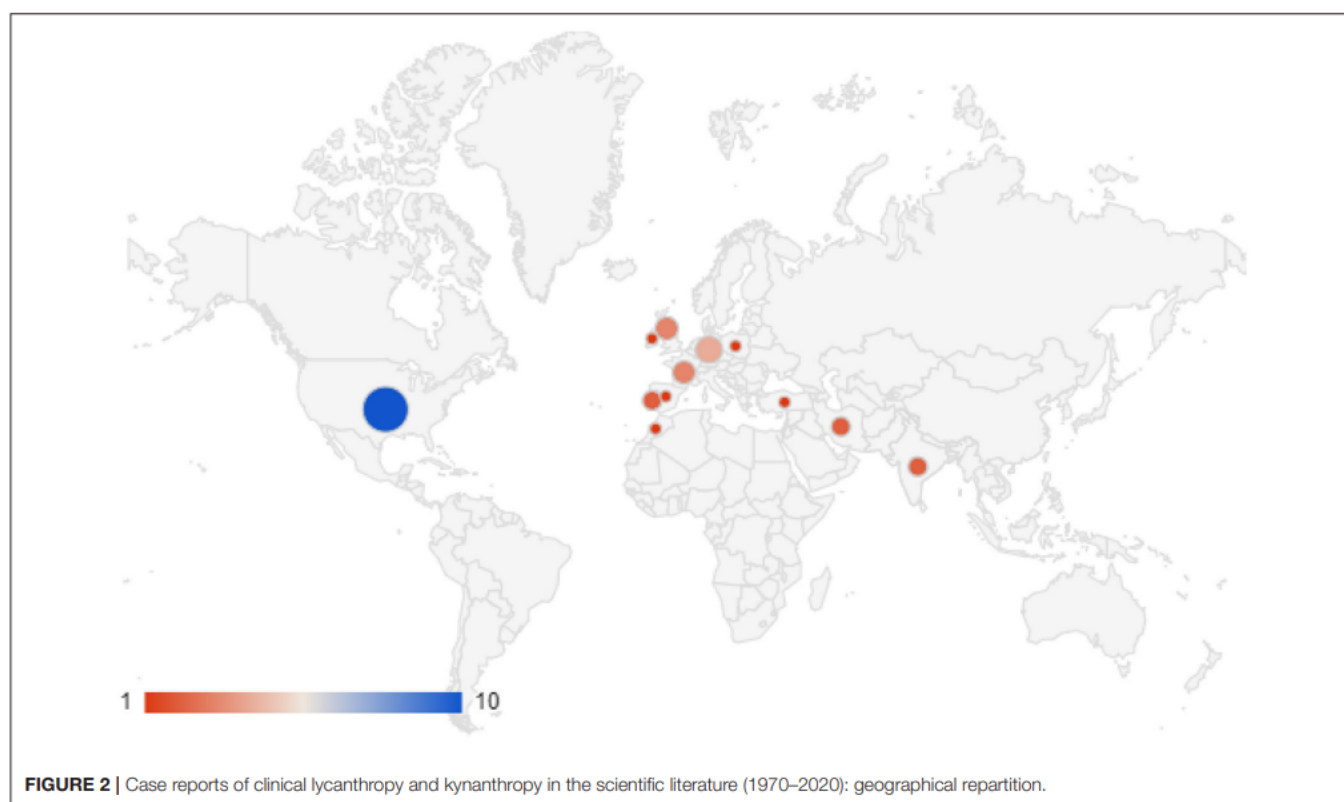 1 10
FIGURE 2 | Case reports of clinical lycanthropy and kynanthropy in the scientific literature (1970–2020): geographical repartition.